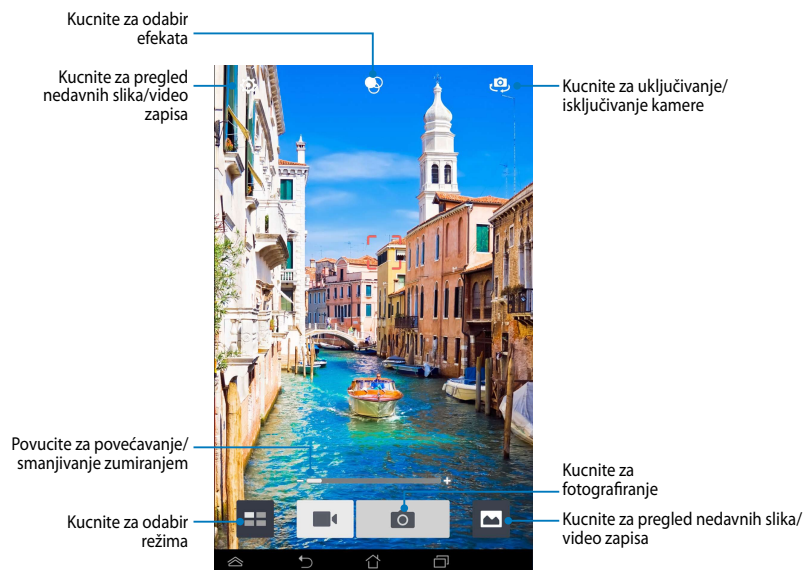 Kucnite za odabir
efekata
Kucnite za pregled
nedavnih slika/video
zapisa
Kucnite za uključivanje/
isključivanje kamere
Povucite za povećavanje/
smanjivanje zumiranjem
Kucnite za
fotografiranje
Kucnite za odabir
režima
Kucnite za pregled nedavnih slika/
video zapisa